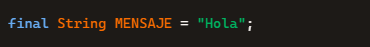 final String MENSAJE = "Hola";